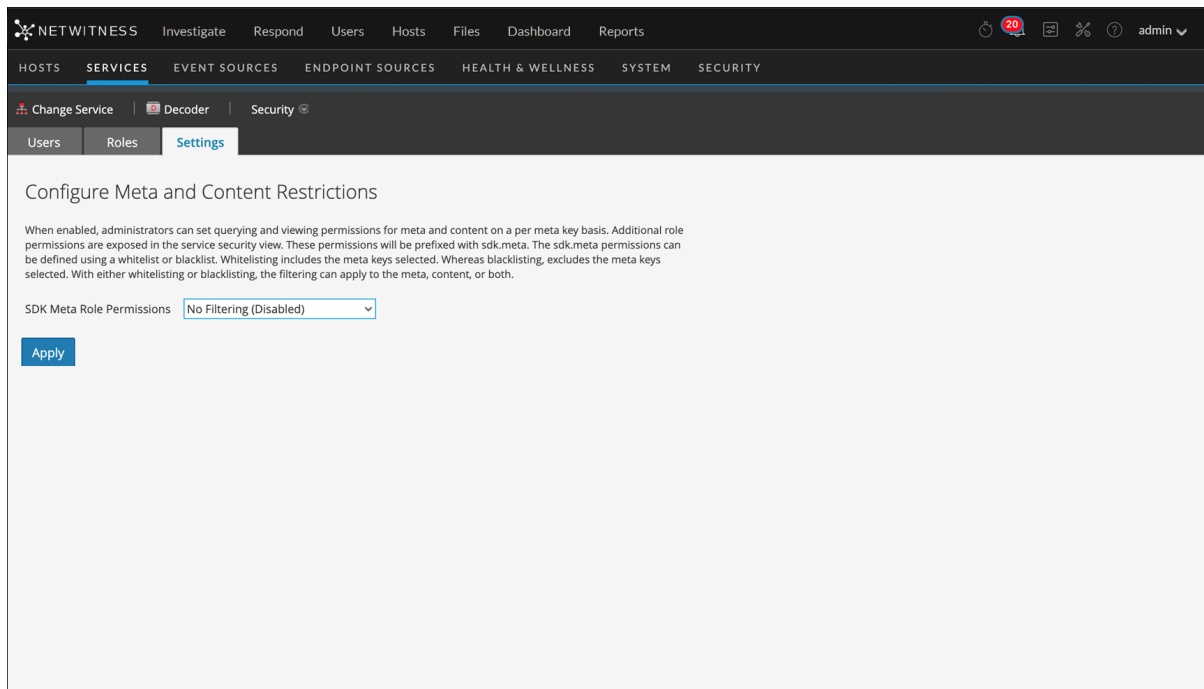 NETWITNESS Investigate Respond Users Hosts Files Dashboard Reports 20 admin
HOSTS SERVICES EVENT SOURCES ENDPOINT SOURCES HEALTH & WELLNESS SYSTEM SECURITY
Change Service | Decoder | Security
Users Roles Settings
Configure Meta and Content Restrictions
When enabled, administrators can set querying and viewing permissions for meta and content on a per meta key basis. Additional role
permissions are exposed in the service security view. These permissions will be prefixed with sdk.meta. The sdk.meta permissions can
be defined using a whitelist or blacklist. Whitelisting includes the meta keys selected. Whereas blacklisting, excludes the meta keys
selected. With either whitelisting or blacklisting, the filtering can apply to the meta, content, or both.
SDK Meta Role Permissions No Filtering (Disabled)
Apply